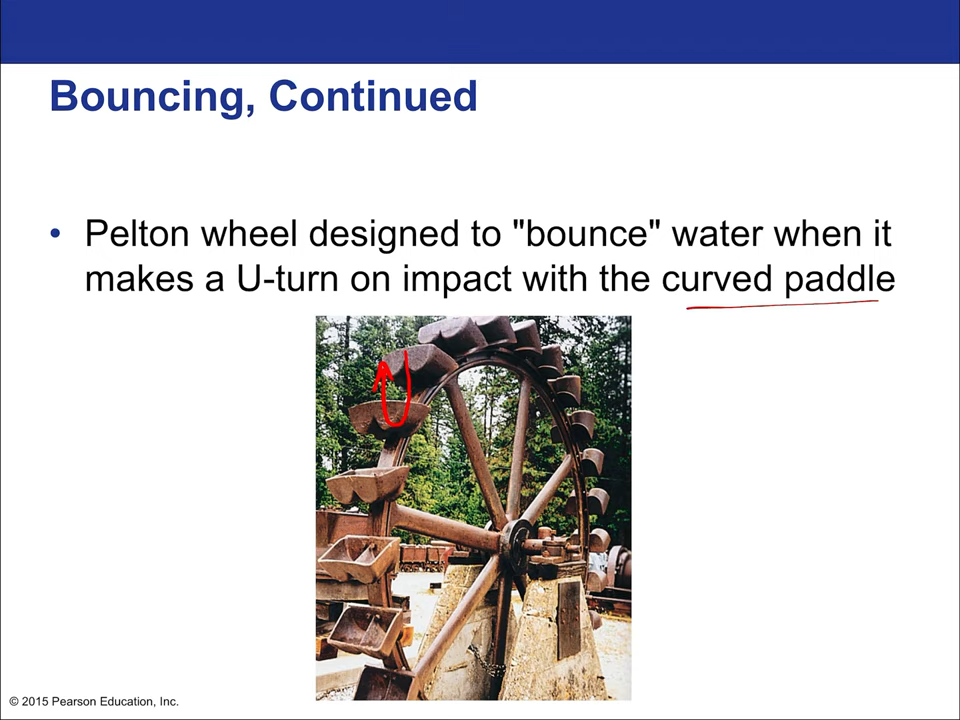 Bouncing, Continued
• Pelton wheel designed to "bounce" water when it
makes a U-turn on impact with the curved paddle
© 2015 Pearson Education, Inc.